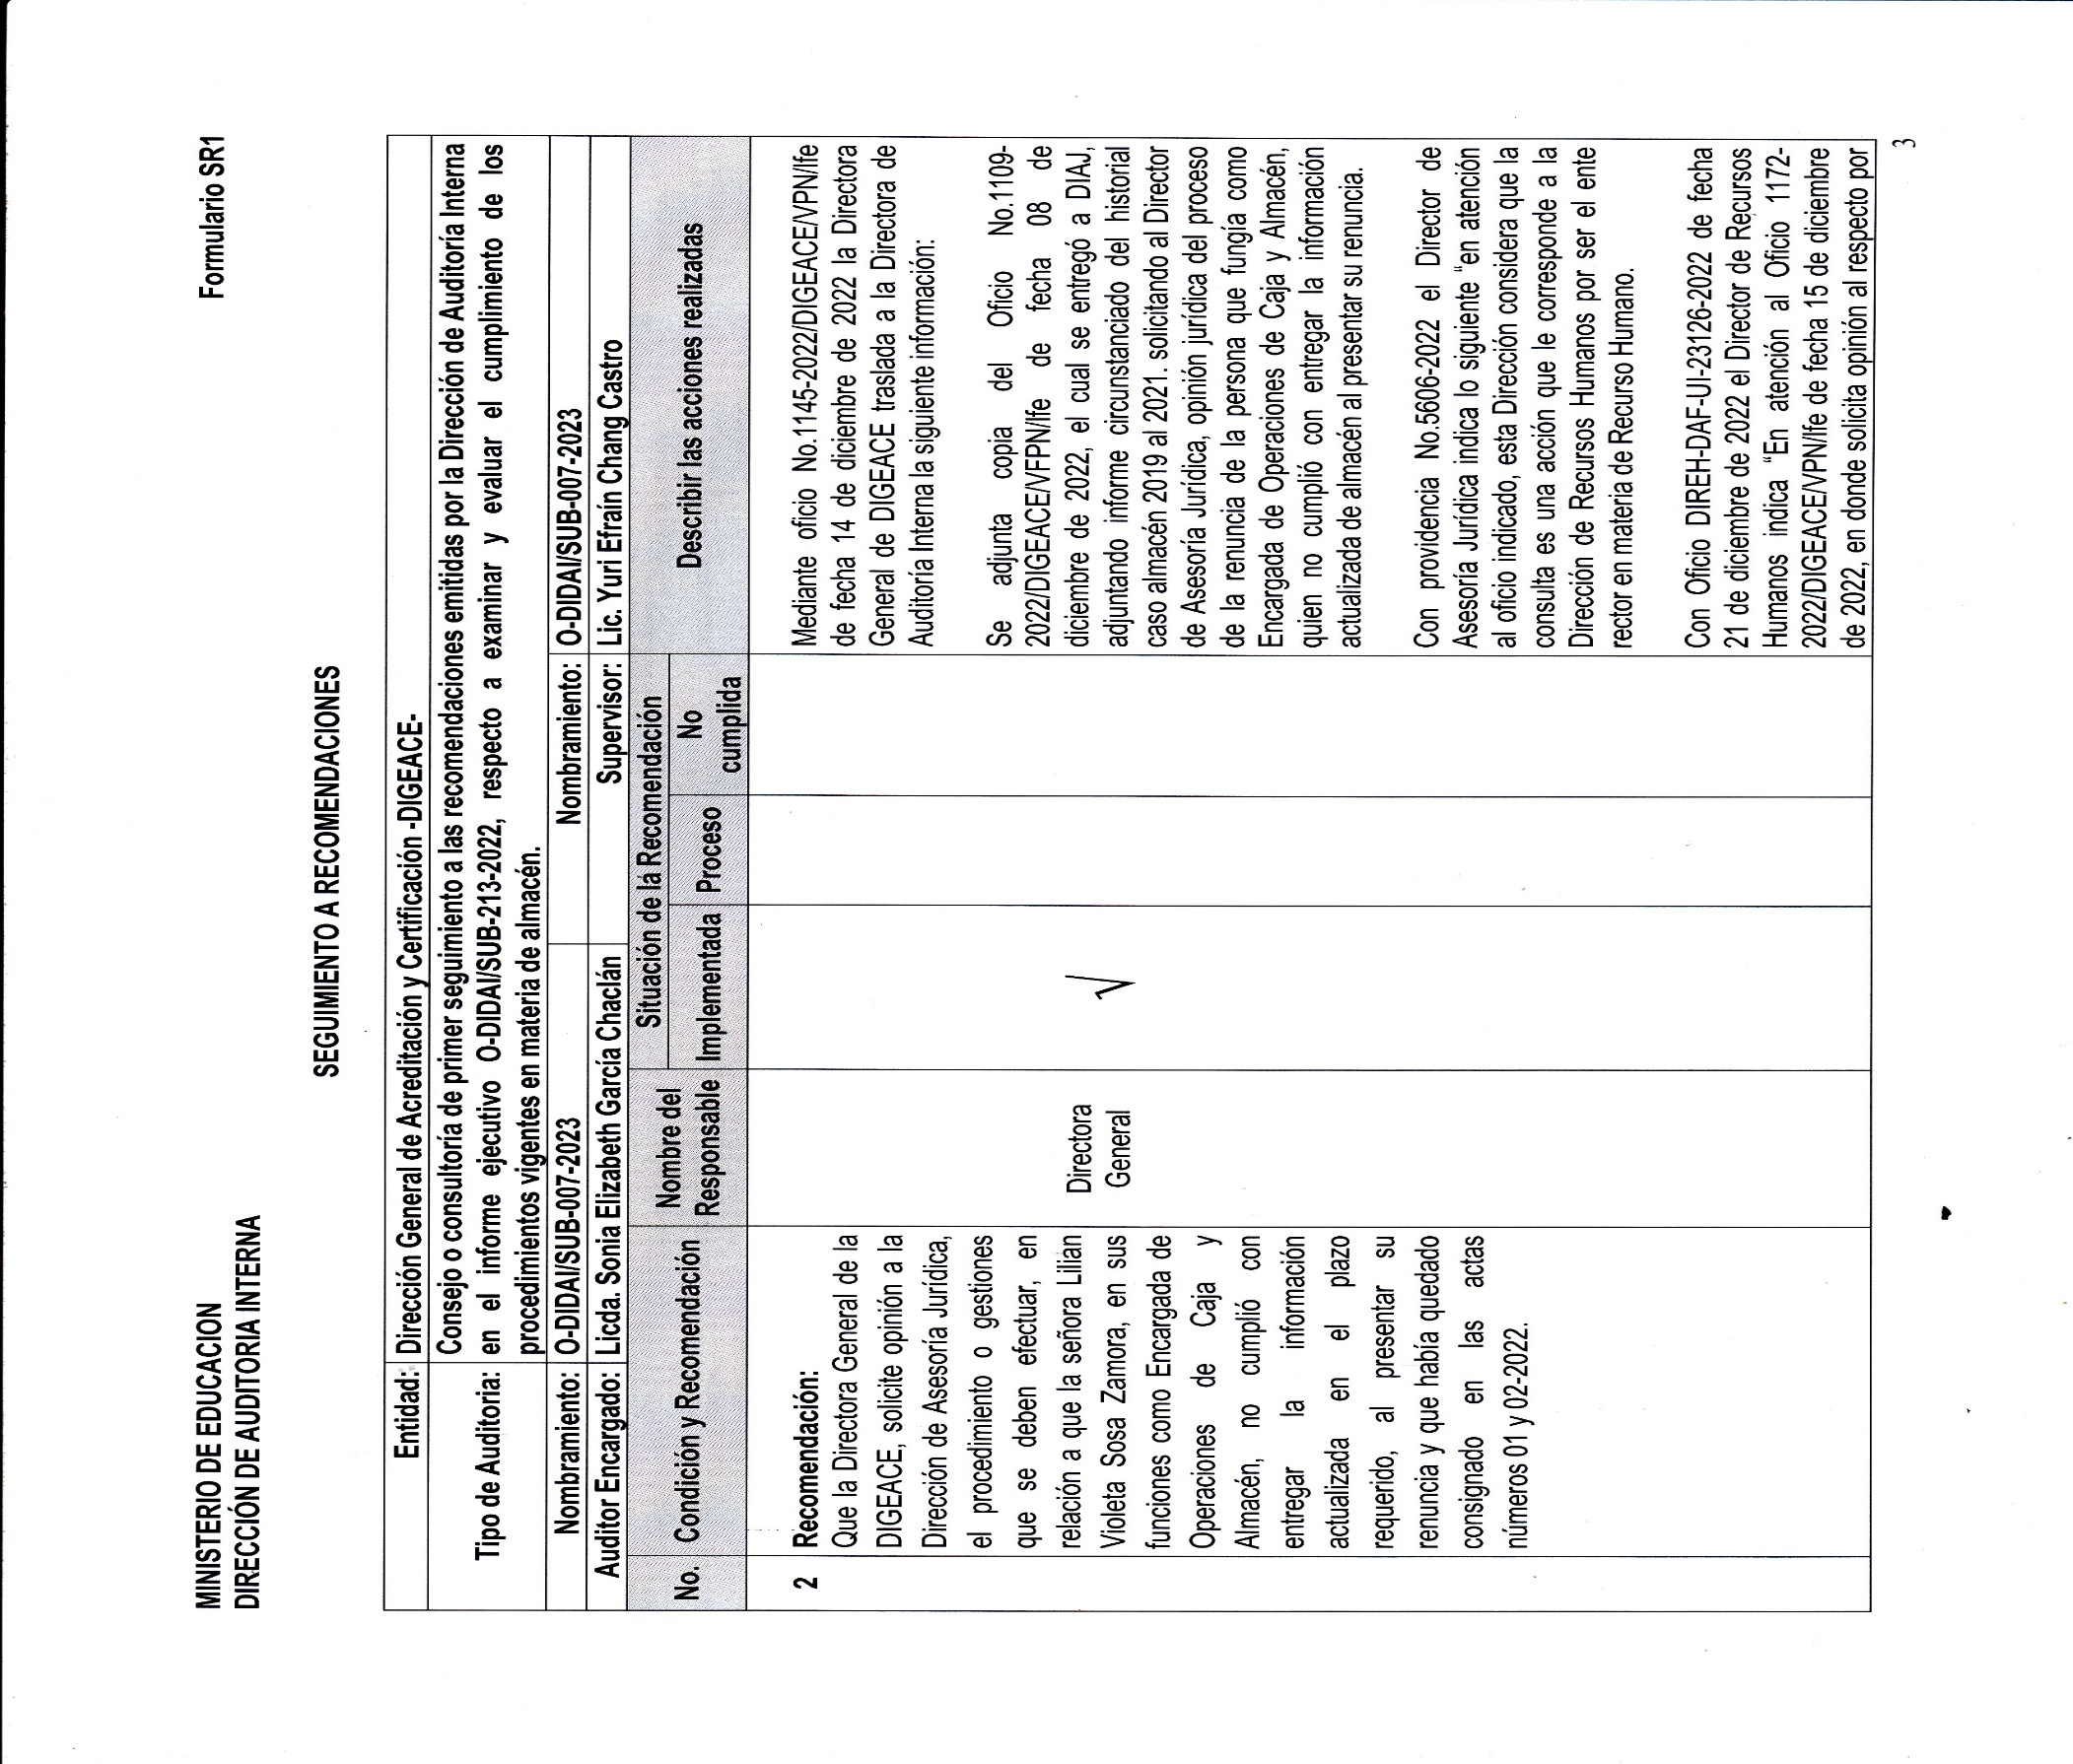 MINISTERIO DE EDUCACION
DIRECCIÓN DE AUDITORIA INTERNA
Formulario SR1
SEGUIMIENTO A RECOMENDACIONES
Entidad: Dirección General de Acreditación y Certificación -DIGEACE-
Tipo de Auditoria: Consejo o consultoría de primer seguimiento a las recomendaciones emitidas por la Dirección de Auditoría Interna
en el informe ejecutivo O-DIDAI/SUB-213-2022, respecto a examinar y evaluar el cumplimiento de los
procedimientos vigentes en materia de almacén.
Nombramiento: O-DIDAI/SUB-007-2023 Nombramiento: O-DIDAI/SUB-007-2023
Auditor Encargado: Licda. Sonia Elizabeth García Chaclán Supervisor: Lic. Yuri Efraín Chang Castro
No. Condición y Recomendación
Nombre del
Responsable
Situación de la Recomendación
Implementada Proceso
No
cumplida
Describir las acciones realizadas
2
Recomendación:
Que la Directora General de la
DIGEACE, solicite opinión a la
Dirección de Asesoría Jurídica,
el procedimiento o gestiones
que se deben efectuar, en
relación a que la señora Lilian
Violeta Sosa Zamora, en sus
funciones como Encargada de
Operaciones de Caja y
Almacén, no cumplió con
entregar la información
actualizada en el plazo
requerido, al presentar su
renuncia y que había quedado
consignado en las actas
números 01 y 02-2022.
Directora
General
√
Mediante oficio No.1145-2022/DIGEACE/VPN/lfe
de fecha 14 de diciembre de 2022 la Directora
General de DIGEACE traslada a la Directora de
Auditoría Interna la siguiente información:
Se adjunta copia del Oficio No.1109-
2022/DIGEACE/VFPN/lfe de fecha 08 de
diciembre de 2022, el cual se entregó a DIAJ,
adjuntando informe circunstanciado del historial
caso almacén 2019 al 2021. solicitando al Director
de Asesoría Jurídica, opinión jurídica del proceso
de la renuncia de la persona que fungía como
Encargada de Operaciones de Caja y Almacén,
quien no cumplió con entregar la información
actualizada de almacén al presentar su renuncia.
Con providencia No.5606-2022 el Director de
Asesoría Jurídica indica lo siguiente "en atención
al oficio indicado, esta Dirección considera que la
consulta es una acción que le corresponde a la
Dirección de Recursos Humanos por ser el ente
rector en materia de Recurso Humano.
Con Oficio DIREH-DAF-UI-23126-2022 de fecha
21 de diciembre de 2022 el Director de Recursos
Humanos indica "En atención al Oficio 1172-
2022/DIGEACE/VPN/lfe de fecha 15 de diciembre
de 2022, en donde solicita opinión al respecto por
3